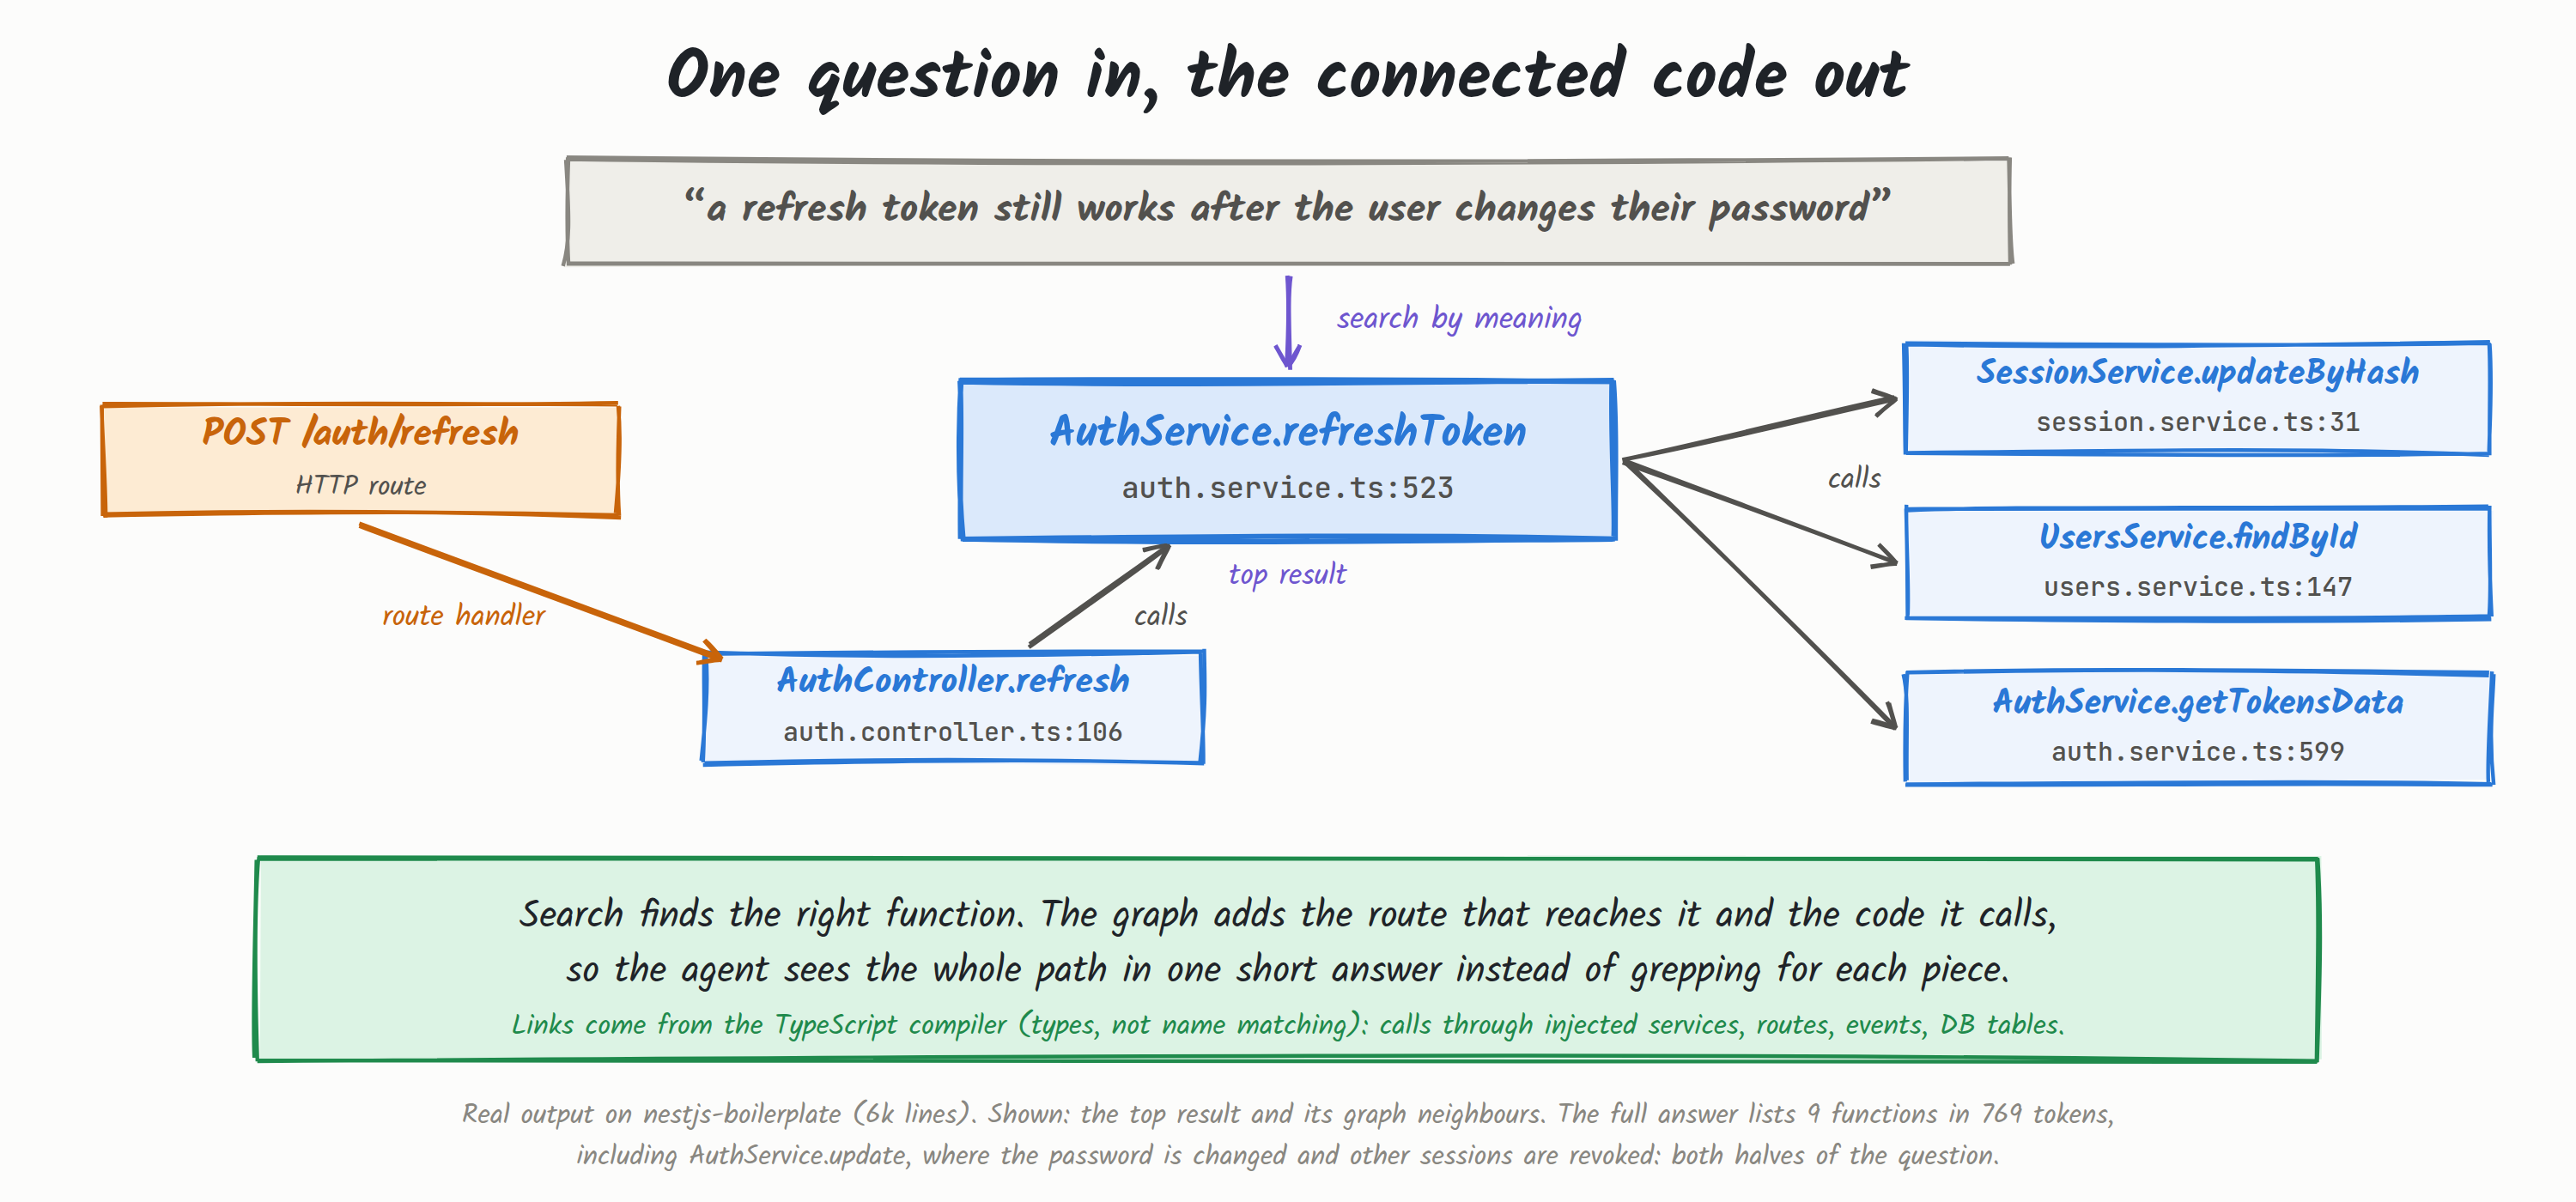 One question in, the connected code out
“a refresh token still works after the user changes their password”
search by meaning
POST /auth/refresh
HTTP route
route handler
AuthService.refreshToken
auth.service.ts:523
top result
calls
AuthController.refresh
auth.controller.ts:106
calls
SessionService.updateByHash
session.service.ts:31
UsersService.findById
users.service.ts:147
AuthService.getTokensData
auth.service.ts:599
Search finds the right function. The graph adds the route that reaches it and the code it calls,
so the agent sees the whole path in one short answer instead of grepping for each piece.
Links come from the TypeScript compiler (types, not name matching): calls through injected services, routes, events, DB tables.
Real output on nestjs-boilerplate (6k lines). Shown: the top result and its graph neighbours. The full answer lists 9 functions in 769 tokens,
including AuthService.update, where the password is changed and other sessions are revoked: both halves of the question.